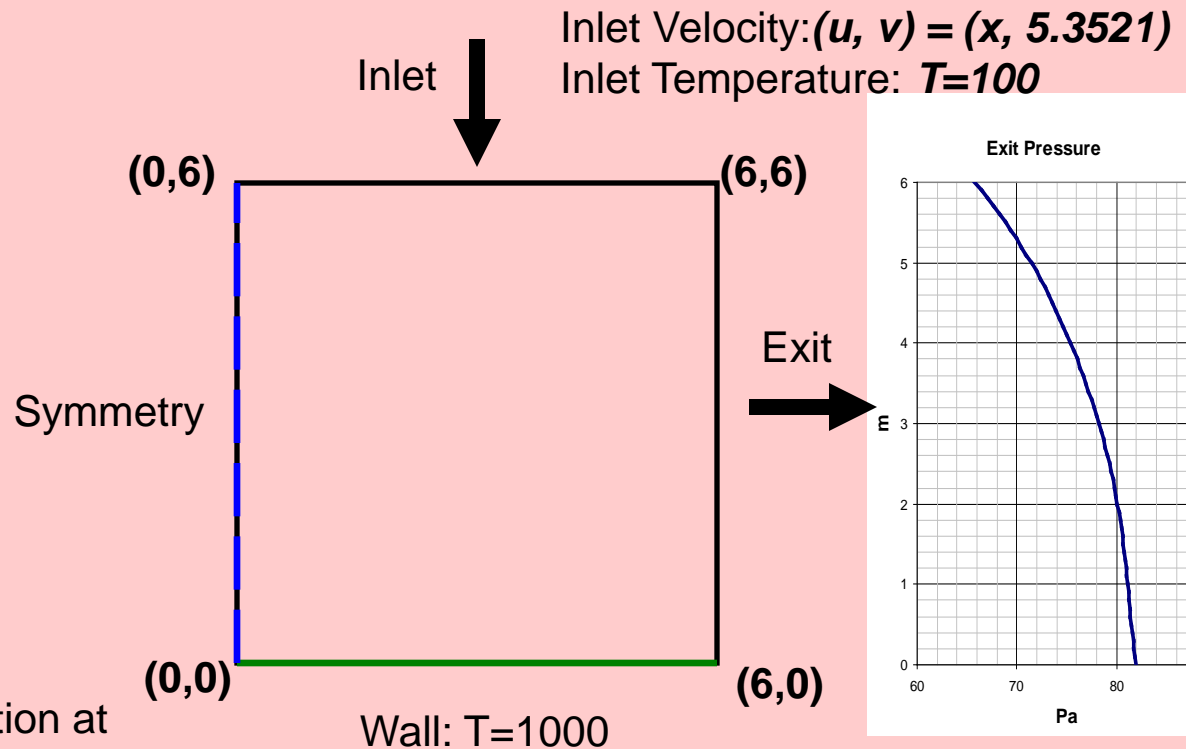 Inlet Velocity:(u, v) = (x, 5.3521)
Inlet Temperature: T=100
Inlet
(0,6)
(6,6)
Symmetry
Exit
(0,0)
(6,0)
Wall: T=1000
tion at
Exit Pressure
6
5
4
3
2
1
0
m
60
70
80
Pa